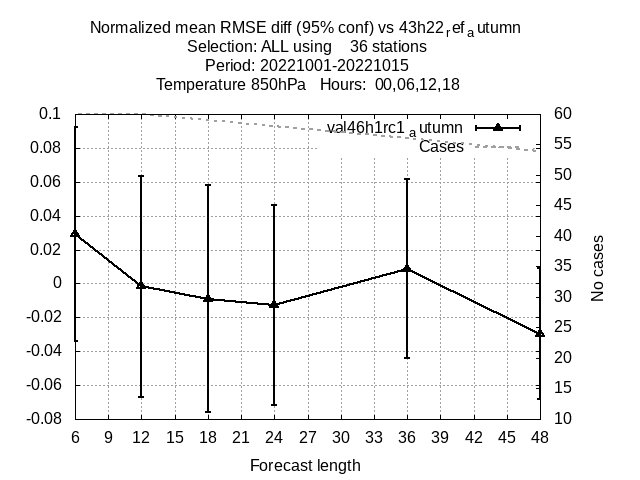 Normalized mean RMSE diff (95% conf) vs 43h22refautumn
Selection: ALL using 36 stations
Period: 20221001-20221015
Temperature 850hPa Hours: 00,06,12,18
0.1
0.08
0.06
0.04
0.02
0
-0.02
-0.04
-0.06
-0.08
val46h1rc1autumn
Cases
60
55
50
45
40
35
30
25
20
15
10
No cases
6 9 12 15 18 21 24 27 30 33 36 39 42 45 48
Forecast length